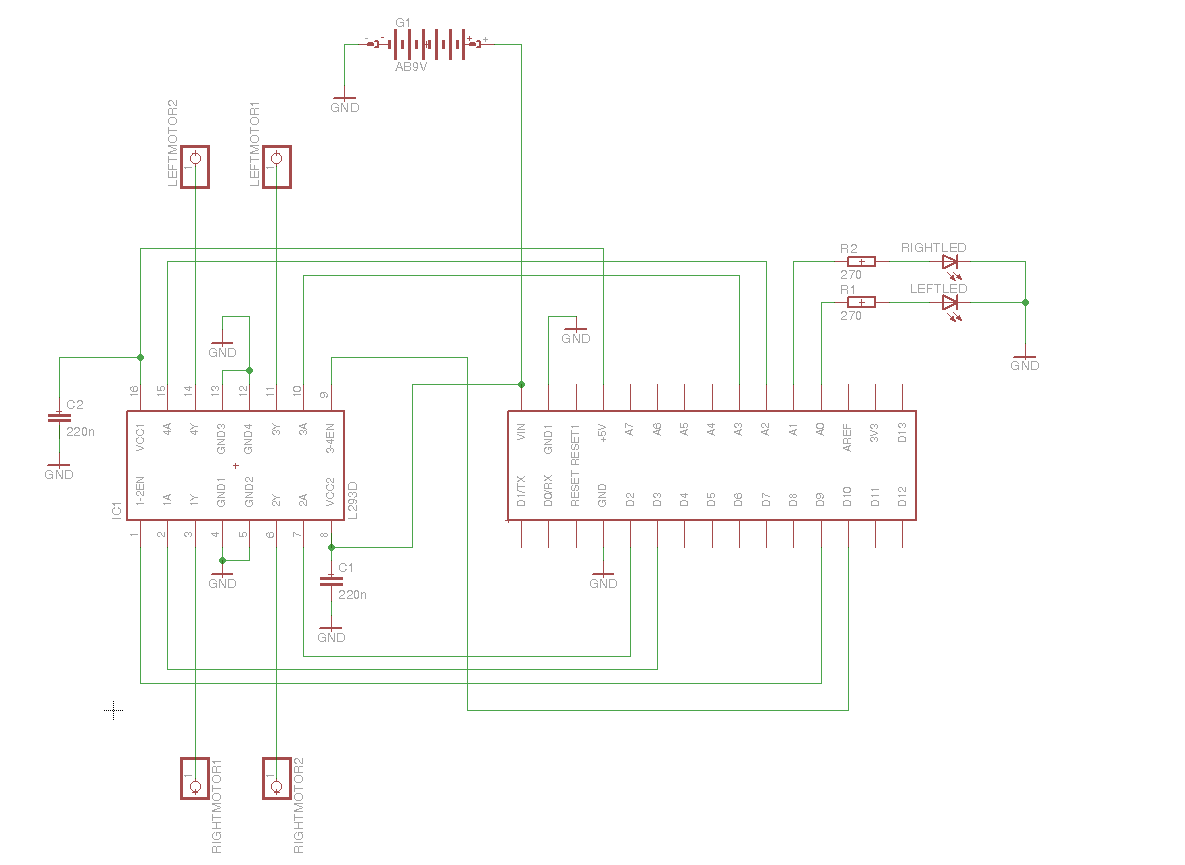 G1
- -
+ +
AB9V
GND
LEFTMOTOR2
LEFTMOTOR1
1
1
R2
270
RIGHTLED
R1
270
LEFTLED
GND
GND
GND
C2
220n
GND
16 15 14 13 12 11 10 9
VCC1 4A 4Y GND3 GND4 3Y 3A 3-4EN
1-2EN 1A 1Y GND1 GND2 2Y 2A VCC2
1 2 3 4 5 6 7 8
IC1
L293D
VIN GND1 RESET1 +5V A7 A6 A5 A4 A3 A2 A1 A0 AREF 3V3 D13
D1/TX D0/RX RESET GND D2 D3 D4 D5 D6 D7 D8 D9 D10 D11 D12
GND
C1
220n
GND
GND
1
1
RIGHTMOTOR1
RIGHTMOTOR2